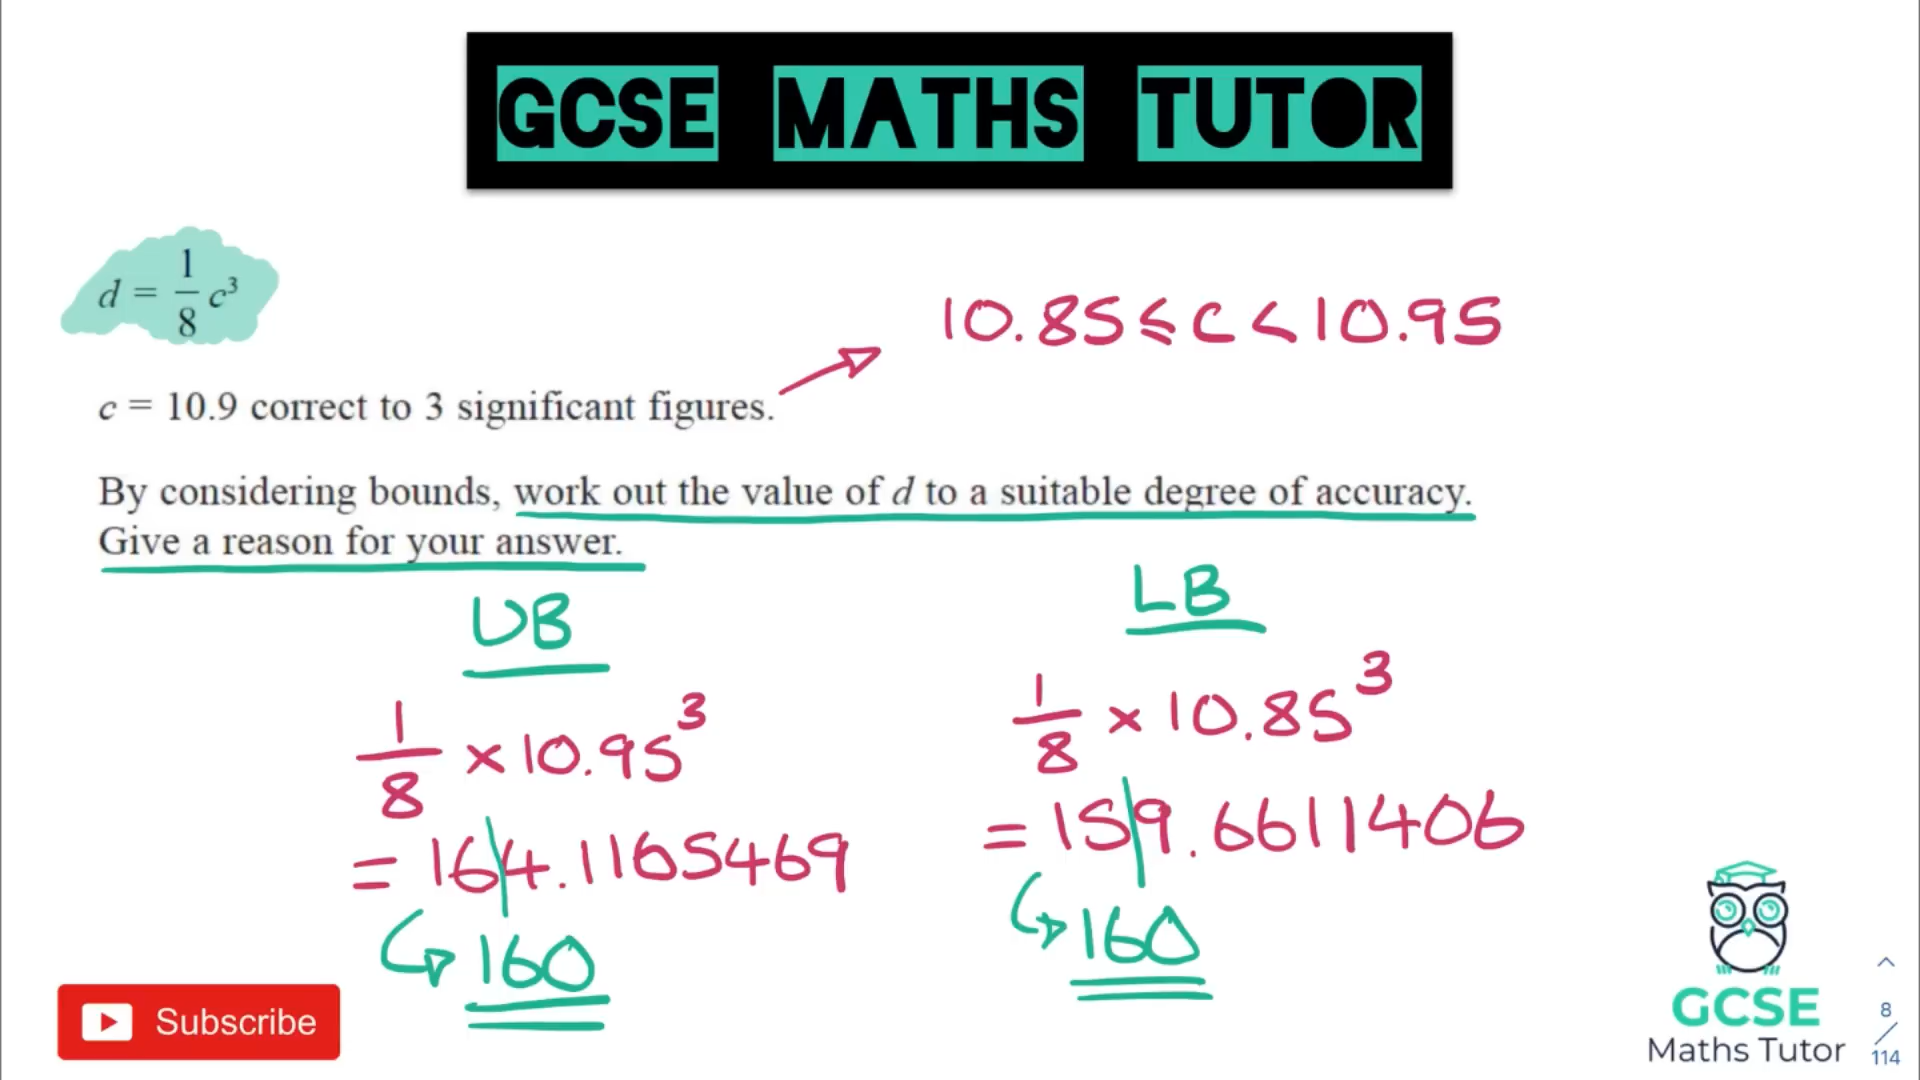 GCSE MATHS TUTOR
d = 1/8 c³
10.85 ≤ c < 10.95
c = 10.9 correct to 3 significant figures.
By considering bounds, work out the value of d to a suitable degree of accuracy.
Give a reason for your answer.
UB
1/8 × 10.95³
= 164.1165469
160
LB
1/8 × 10.85³
= 159.6611406
160
Subscribe
GCSE
Maths Tutor
8
/
114